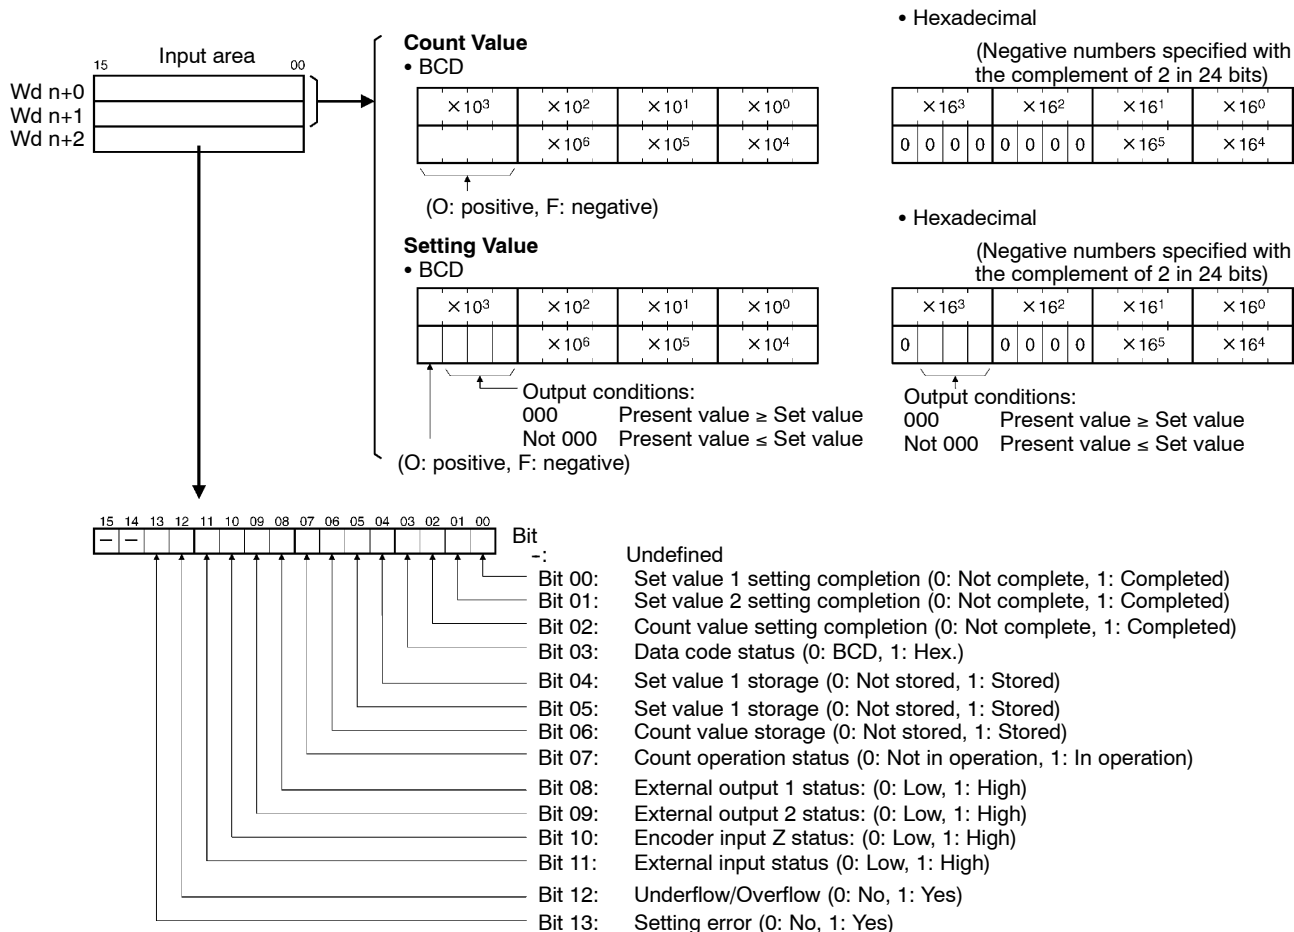 Input area
15 00
Wd n+0
Wd n+1
Wd n+2
Count Value
• BCD
×10³ ×10² ×10¹ ×10⁰
×10⁶ ×10⁵ ×10⁴
(O: positive, F: negative)
• Hexadecimal
(Negative numbers specified with
the complement of 2 in 24 bits)
×16³ ×16² ×16¹ ×16⁰
0 0 0 0 0 0 0 0 ×16⁵ ×16⁴
Setting Value
• BCD
×10³ ×10² ×10¹ ×10⁰
×10⁶ ×10⁵ ×10⁴
Output conditions:
000 Present value ≥ Set value
Not 000 Present value ≤ Set value
(O: positive, F: negative)
• Hexadecimal
(Negative numbers specified with
the complement of 2 in 24 bits)
×16³ ×16² ×16¹ ×16⁰
0 0 0 0 0 ×16⁵ ×16⁴
Output conditions:
000 Present value ≥ Set value
Not 000 Present value ≤ Set value
15 14 13 12 11 10 09 08 07 06 05 04 03 02 01 00
– – Bit
-: Undefined
Bit 00: Set value 1 setting completion (0: Not complete, 1: Completed)
Bit 01: Set value 2 setting completion (0: Not complete, 1: Completed)
Bit 02: Count value setting completion (0: Not complete, 1: Completed)
Bit 03: Data code status (0: BCD, 1: Hex.)
Bit 04: Set value 1 storage (0: Not stored, 1: Stored)
Bit 05: Set value 1 storage (0: Not stored, 1: Stored)
Bit 06: Count value storage (0: Not stored, 1: Stored)
Bit 07: Count operation status (0: Not in operation, 1: In operation)
Bit 08: External output 1 status: (0: Low, 1: High)
Bit 09: External output 2 status: (0: Low, 1: High)
Bit 10: Encoder input Z status: (0: Low, 1: High)
Bit 11: External input status (0: Low, 1: High)
Bit 12: Underflow/Overflow (0: No, 1: Yes)
Bit 13: Setting error (0: No, 1: Yes)